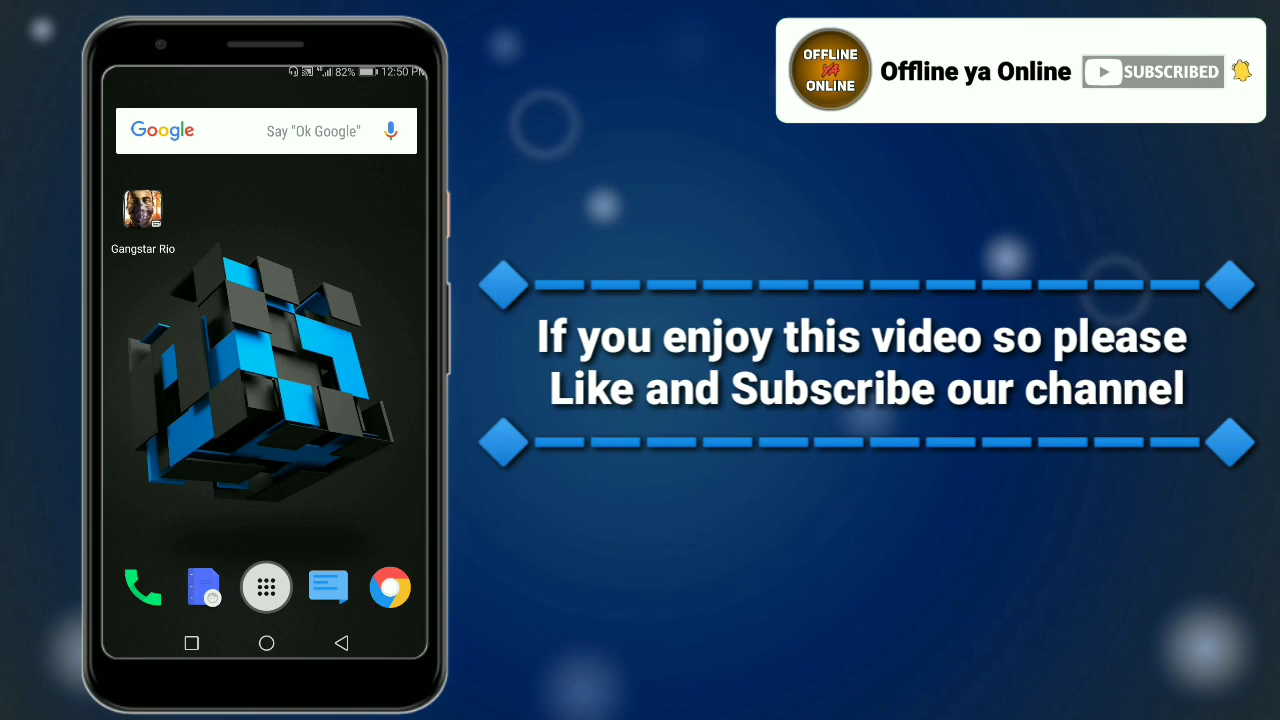 82% 12:50 PM
Google Say "Ok Google"
Gangstar Rio
OFFLINE
YA
ONLINE
Offline ya Online
SUBSCRIBED
If you enjoy this video so please
Like and Subscribe our channel